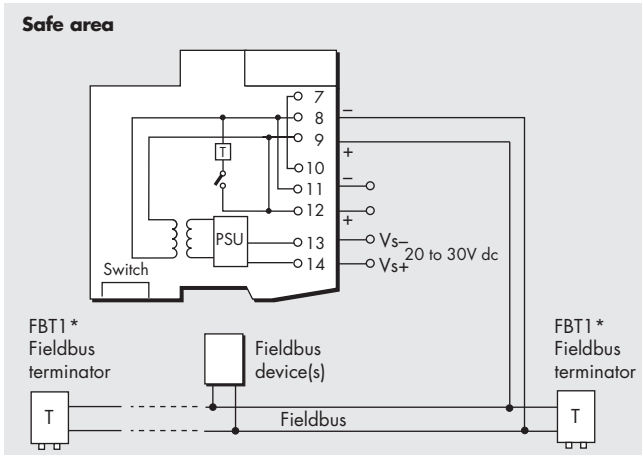 Safe area
7
8
9
10
11
12
13
14
–
+
–
+
T
PSU
Switch
Vs–
Vs+
20 to 30V dc
FBT1*
Fieldbus
terminator
T
Fieldbus
device(s)
Fieldbus
FBT1*
Fieldbus
terminator
T